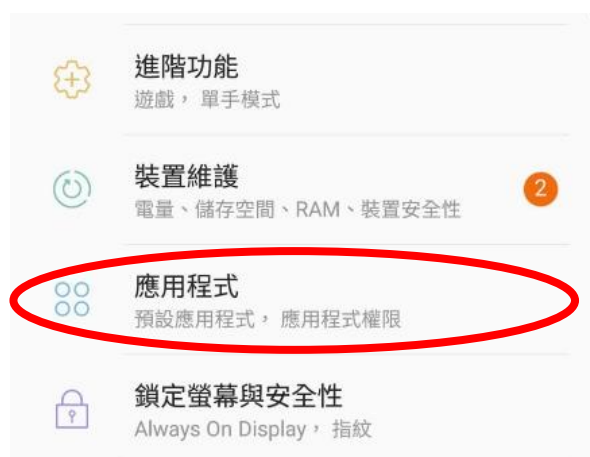 進階功能
遊戲， 單手模式
裝置維護
電量、儲存空間、RAM、裝置安全性
2
應用程式
預設應用程式， 應用程式權限
鎖定螢幕與安全性
Always On Display， 指紋